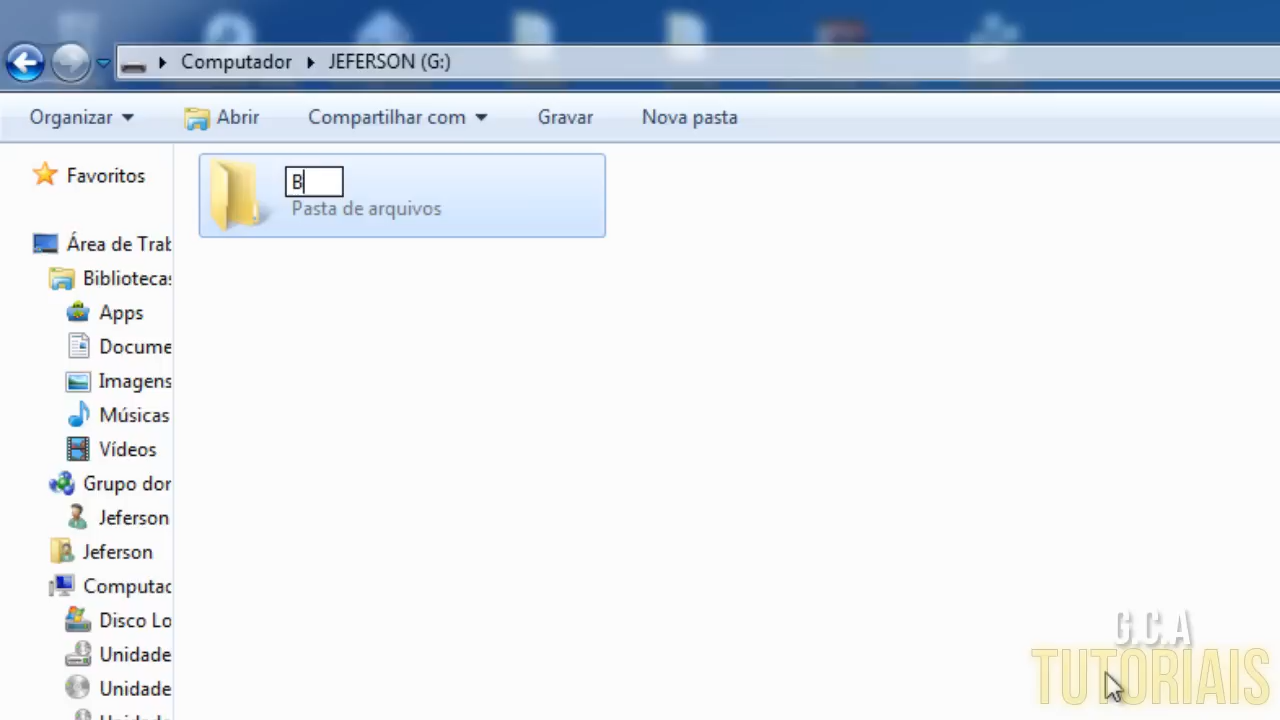 Computador JEFERSON (G:)
Organizar Abrir Compartilhar com Gravar Nova pasta
Favoritos
B
Pasta de arquivos
Área de Trab
Bibliotecas
Apps
Docume
Imagens
Músicas
Vídeos
Grupo dor
Jeferson
Jeferson
Computad
Disco Lo
Unidade
Unidade
G.C.A
TUTORIAIS